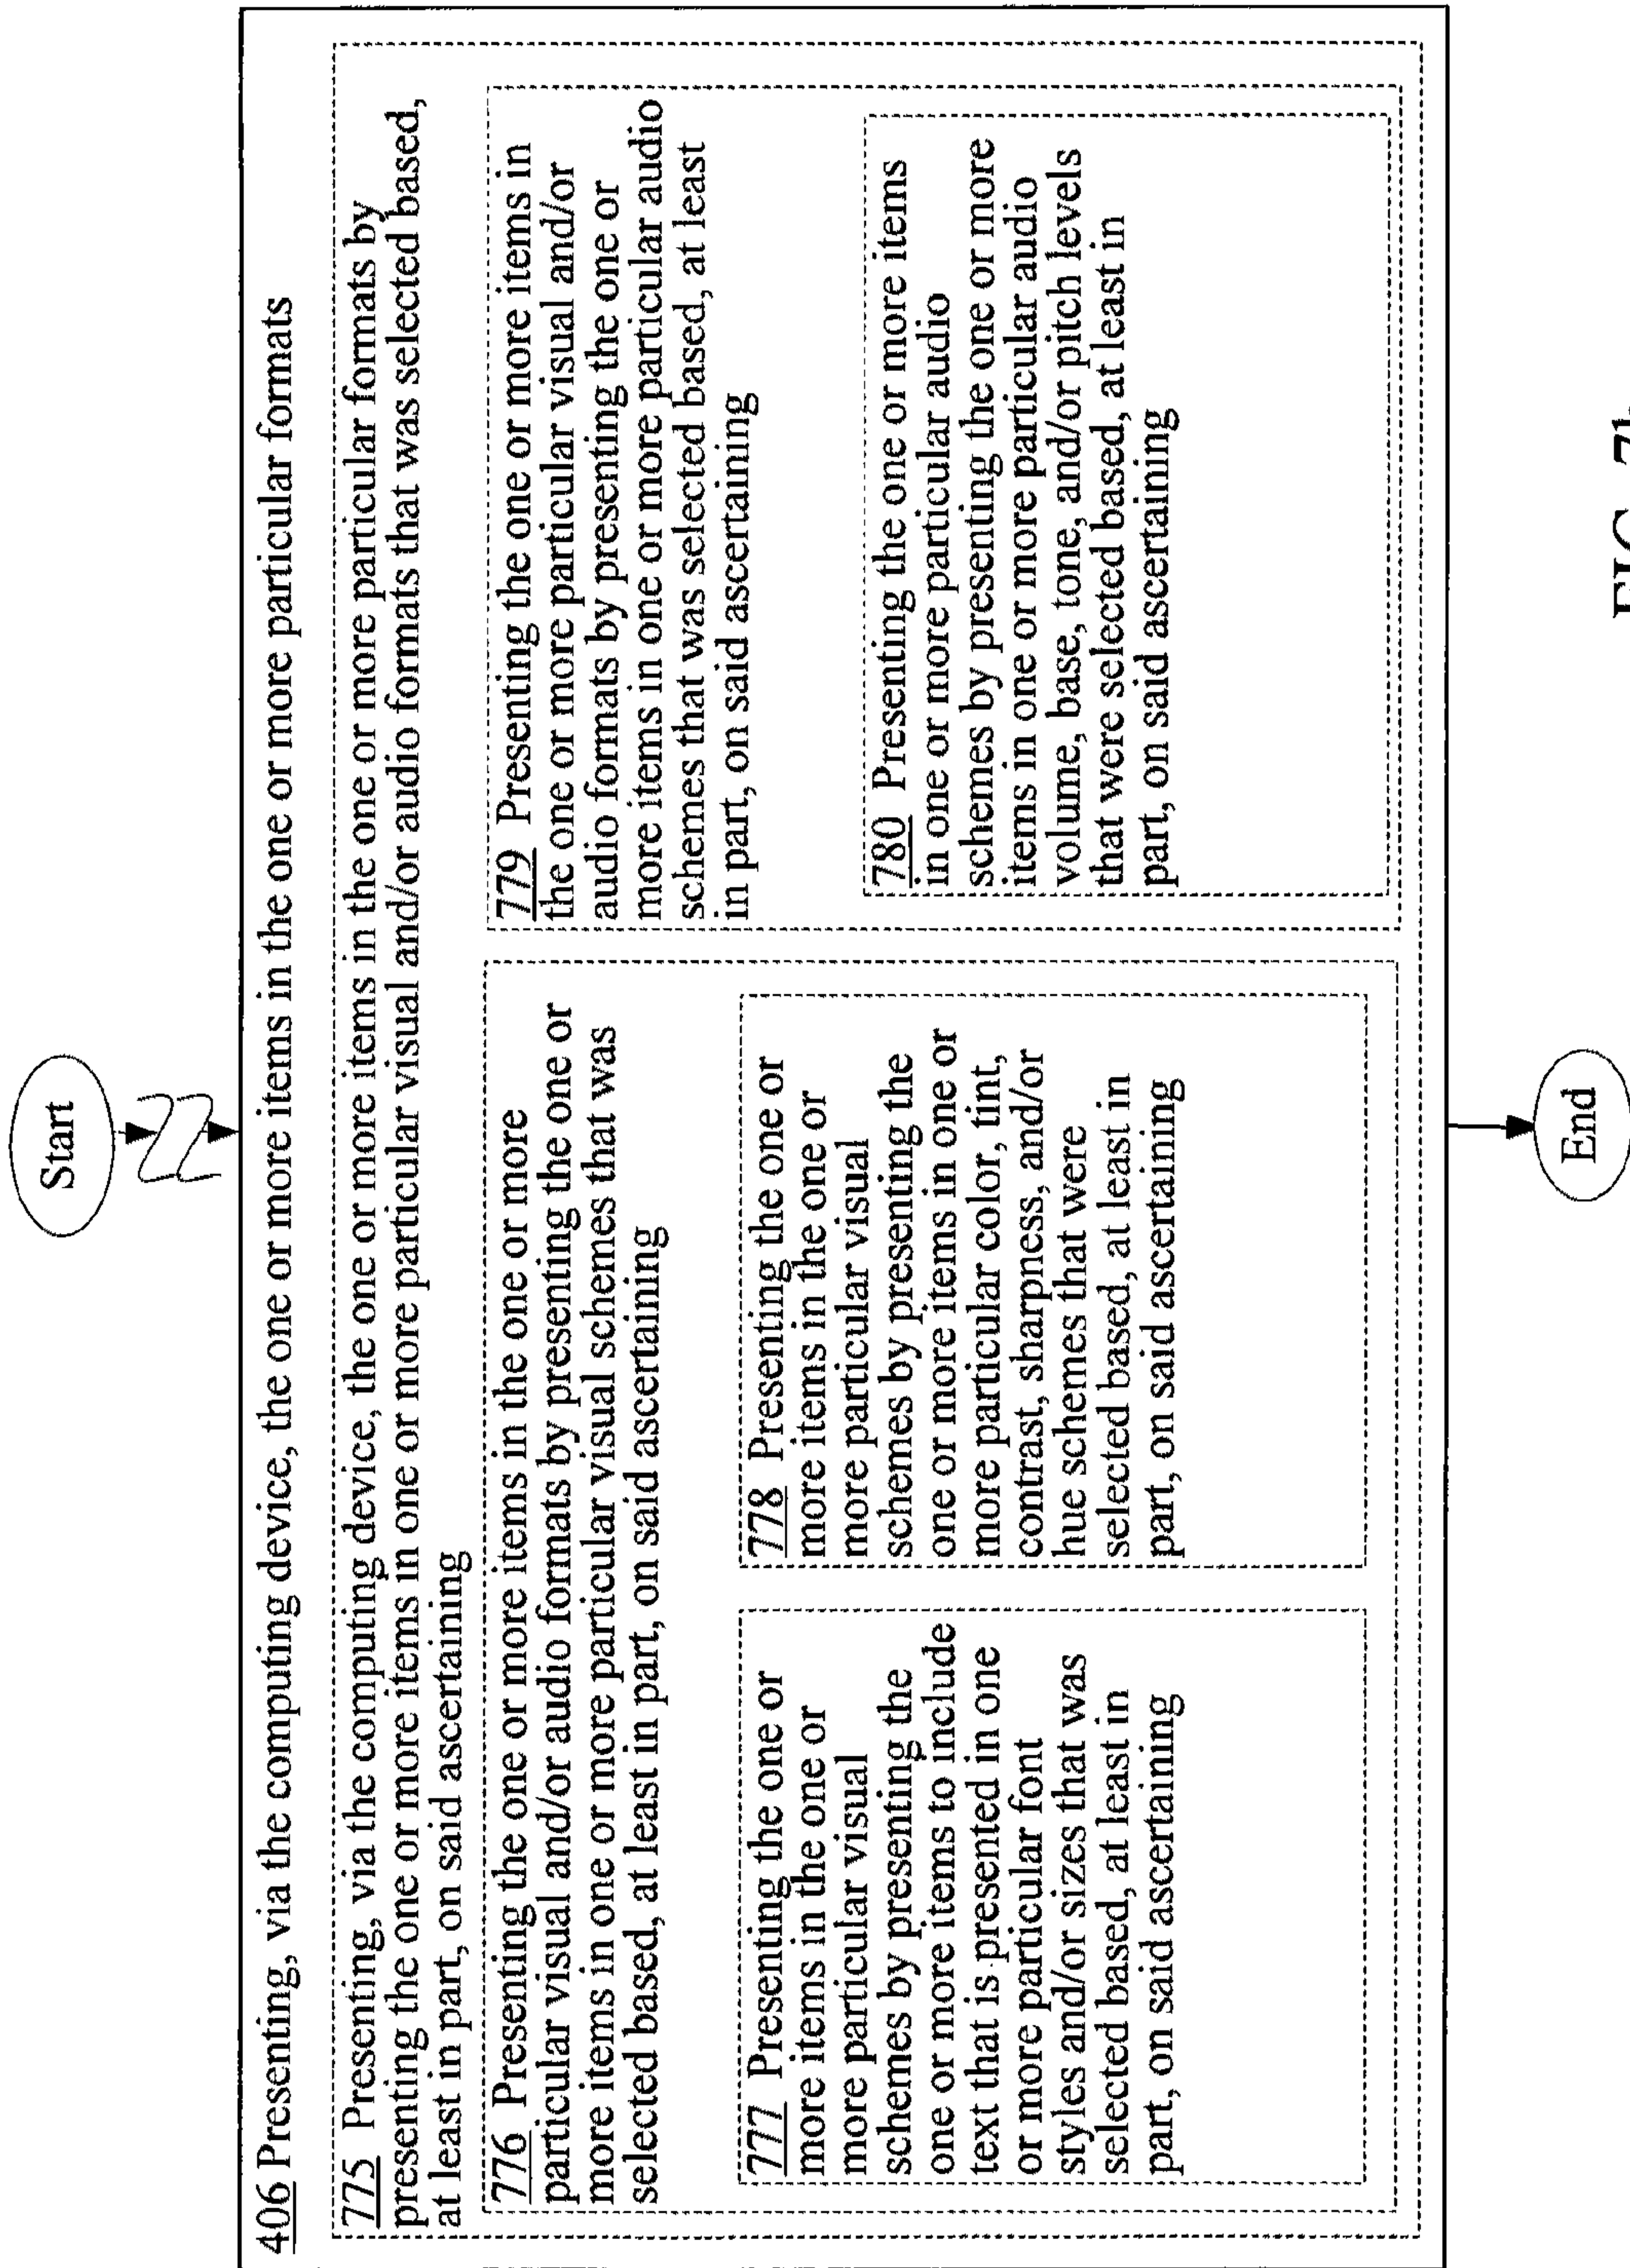 Start
406 Presenting, via the computing device, the one or more items in the one or more particular formats
775 Presenting, via the computing device, the one or more items in the one or more particular formats by
presenting the one or more items in one or more particular visual and/or audio formats that was selected based,
at least in part, on said ascertaining
776 Presenting the one or more items in the one or more
particular visual and/or audio formats by presenting the one or
more items in one or more particular visual schemes that was
selected based, at least in part, on said ascertaining
777 Presenting the one or
more items in the one or
more particular visual
schemes by presenting the
one or more items to include
text that is presented in one
or more particular font
styles and/or sizes that was
selected based, at least in
part, on said ascertaining
778 Presenting the one or
more items in the one or
more particular visual
schemes by presenting the
one or more items in one or
more particular color, tint,
contrast, sharpness, and/or
hue schemes that were
selected based, at least in
part, on said ascertaining
779 Presenting the one or more items in
the one or more particular visual and/or
audio formats by presenting the one or
more items in one or more particular audio
schemes that was selected based, at least
in part, on said ascertaining
780 Presenting the one or more items
in one or more particular audio
schemes by presenting the one or more
items in one or more particular audio
volume, base, tone, and/or pitch levels
that were selected based, at least in
part, on said ascertaining
End